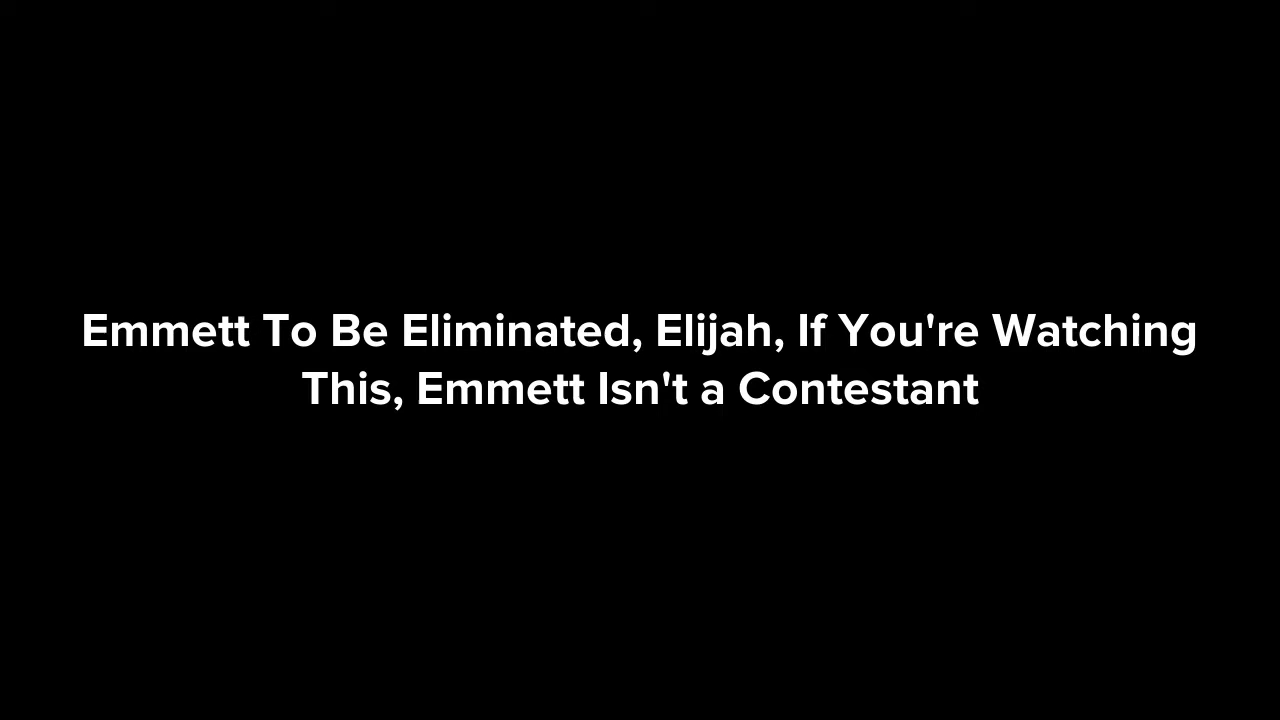 Emmett To Be Eliminated, Elijah, If You're Watching
This, Emmett Isn't a Contestant